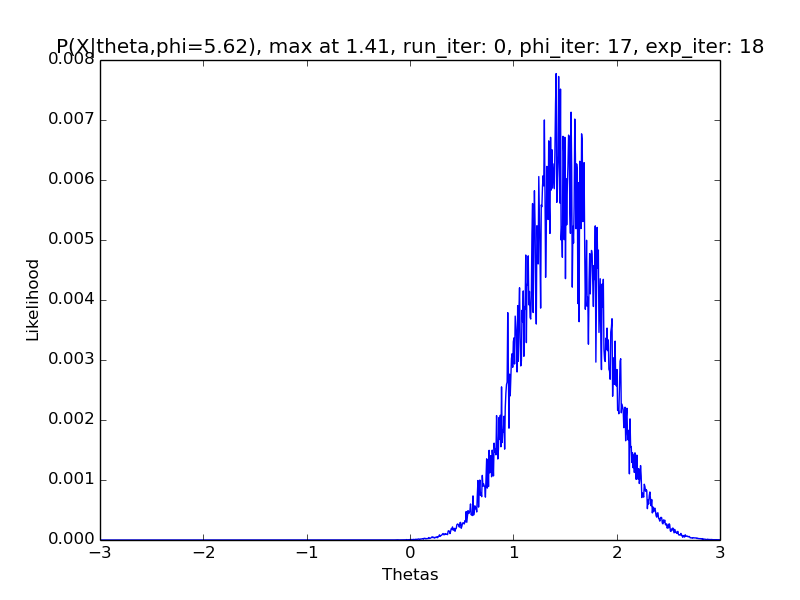 P(X|theta,phi=5.62), max at 1.41, run_iter: 0, phi_iter: 17, exp_iter: 18
0.008
0.007
0.006
0.005
0.004
0.003
0.002
0.001
0.000
Likelihood
−3 −2 −1 0 1 2 3
Thetas